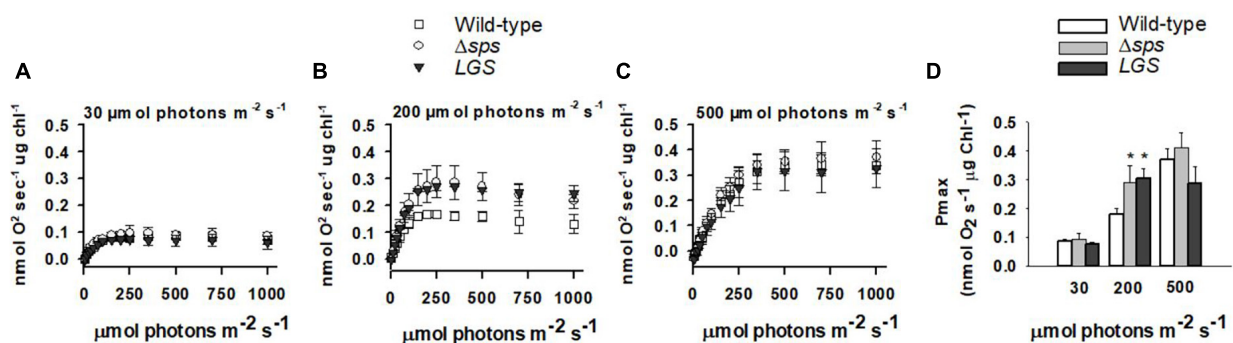 Wild-type
Δsps
LGS
A
30 µmol photons m-2 s-1
nmol O2 sec-1 ug chl-1
0.5
0.4
0.3
0.2
0.1
0.0
0 250 500 750 1000
µmol photons m-2 s-1
B
200 µmol photons m-2 s-1
nmol O2 sec-1 ug chl-1
0.5
0.4
0.3
0.2
0.1
0.0
0 250 500 750 1000
µmol photons m-2 s-1
C
500 µmol photons m-2 s-1
nmol O2 sec-1 ug chl-1
0.5
0.4
0.3
0.2
0.1
0.0
0 250 500 750 1000
µmol photons m-2 s-1
D
Wild-type
Δsps
LGS
Pmax
(nmol O2 s-1 µg Chl-1)
0.5
0.4
0.3
0.2
0.1
0.0
* *
30 200 500
µmol photons m-2 s-1